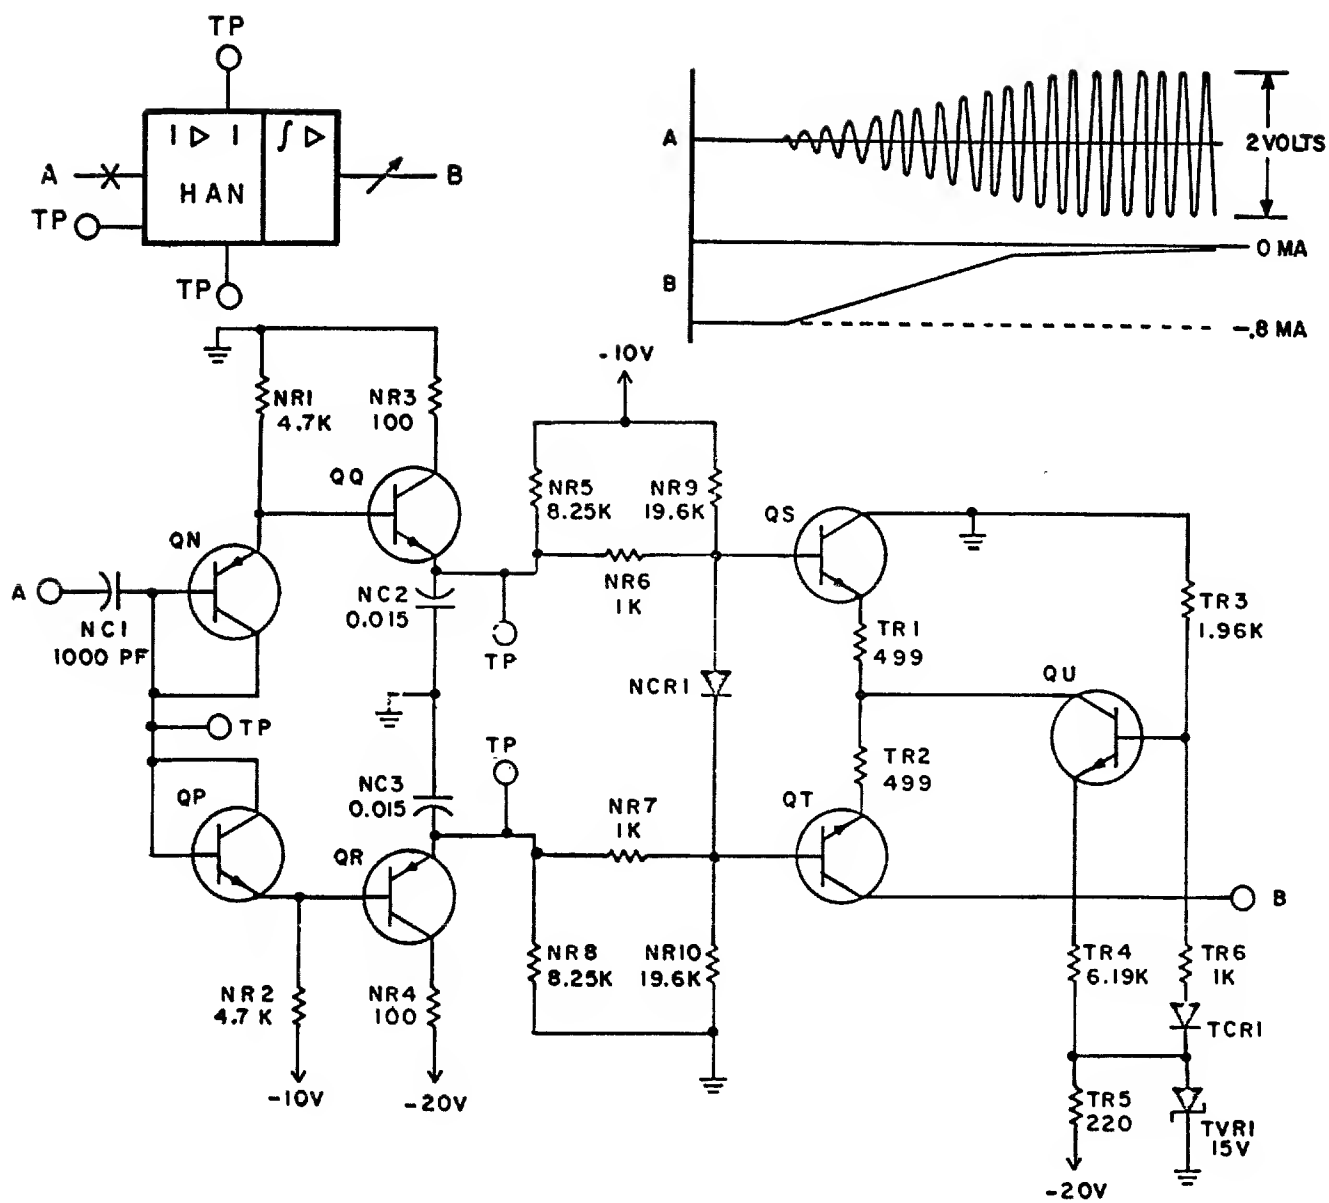 TP
I ▷ I ∫ ▷
A
HAN
B
TP
TP
A
2 VOLTS
0 MA
B
-.8 MA
-10V
NR1
4.7K
NR3
100
QQ
NR5
8.25K
NR9
19.6K
QS
QN
A
NC1
1000 PF
NC2
0.015
NR6
1K
TP
TR1
499
TR3
1.96K
NCR1
QU
TP
TP
TR2
499
NC3
0.015
QP
NR7
1K
QT
QR
B
NR8
8.25K
NR10
19.6K
TR4
6.19K
TR6
1K
NR2
4.7 K
NR4
100
TCR1
-10V
-20V
TR5
220
TVR1
15V
-20V